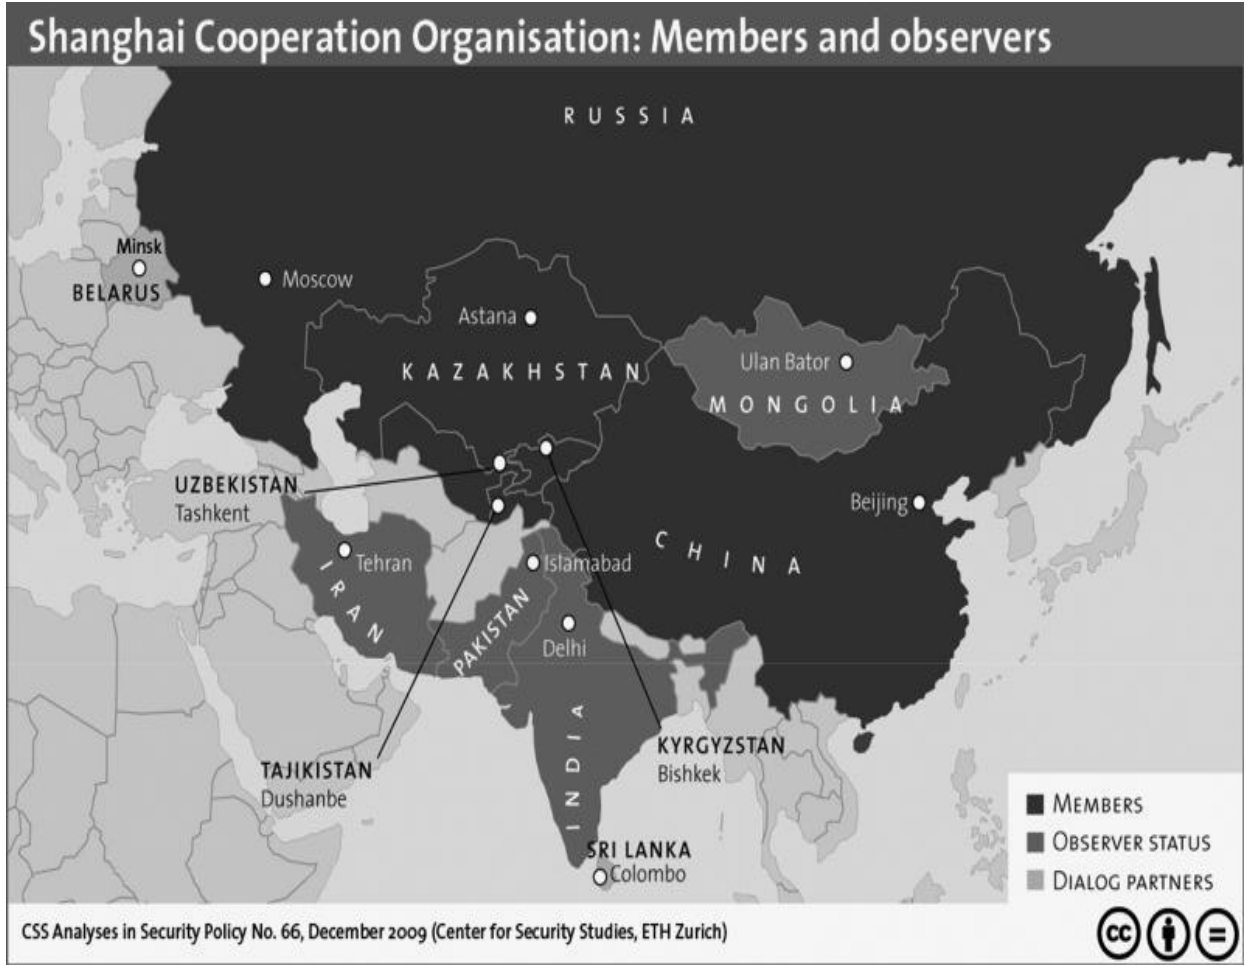 Shanghai Cooperation Organisation: Members and observers
RUSSIA
Minsk
BELARUS
Moscow
Astana
KAZAKHSTAN
Ulan Bator
MONGOLIA
UZBEKISTAN
Tashkent
Beijing
CHINA
Tehran
IRAN
Islamabad
PAKISTAN
Delhi
INDIA
KYRGYZSTAN
Bishkek
TAJIKISTAN
Dushanbe
SRI LANKA
Colombo
MEMBERS
OBSERVER STATUS
DIALOG PARTNERS
CSS Analyses in Security Policy No. 66, December 2009 (Center for Security Studies, ETH Zurich)
cc